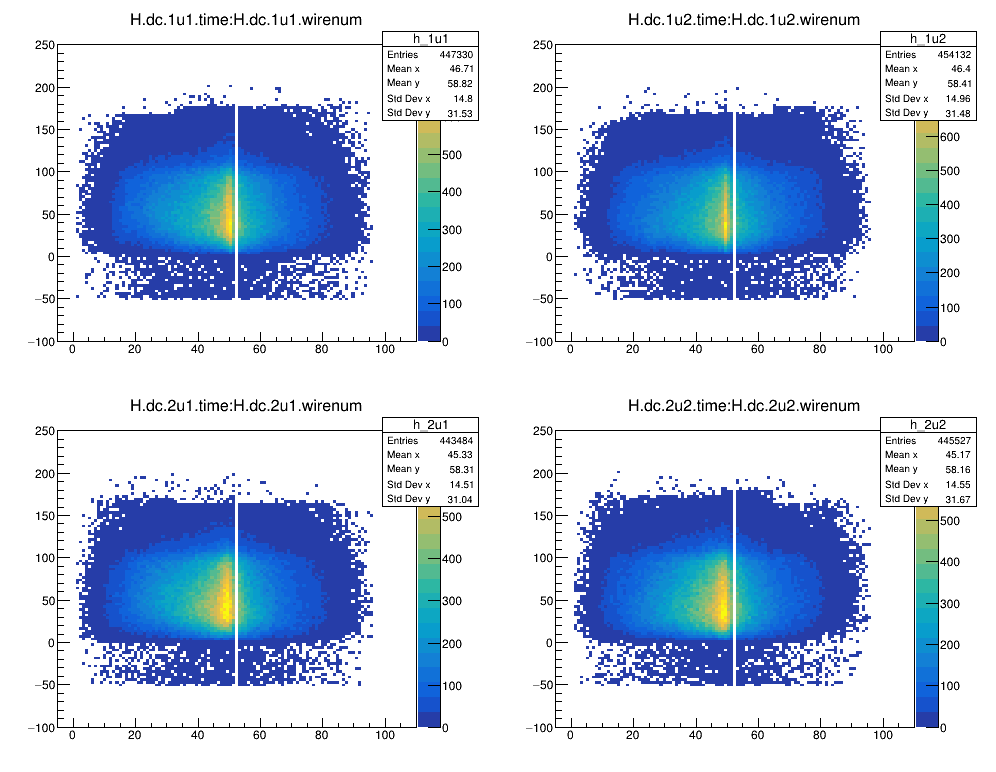 H.dc.1u1.time:H.dc.1u1.wirenum
h_1u1
Entries 447330
Mean x 46.71
Mean y 58.82
Std Dev x 14.8
Std Dev y 31.53
250
200
150
100
50
0
−50
−100
0 20 40 60 80 100
500
400
300
200
100
0
H.dc.1u2.time:H.dc.1u2.wirenum
h_1u2
Entries 454132
Mean x 46.4
Mean y 58.41
Std Dev x 14.96
Std Dev y 31.48
250
200
150
100
50
0
−50
−100
0 20 40 60 80 100
600
500
400
300
200
100
0
H.dc.2u1.time:H.dc.2u1.wirenum
h_2u1
Entries 443484
Mean x 45.33
Mean y 58.31
Std Dev x 14.51
Std Dev y 31.04
250
200
150
100
50
0
−50
−100
0 20 40 60 80 100
500
400
300
200
100
0
H.dc.2u2.time:H.dc.2u2.wirenum
h_2u2
Entries 445527
Mean x 45.17
Mean y 58.16
Std Dev x 14.55
Std Dev y 31.67
250
200
150
100
50
0
−50
−100
0 20 40 60 80 100
500
400
300
200
100
0